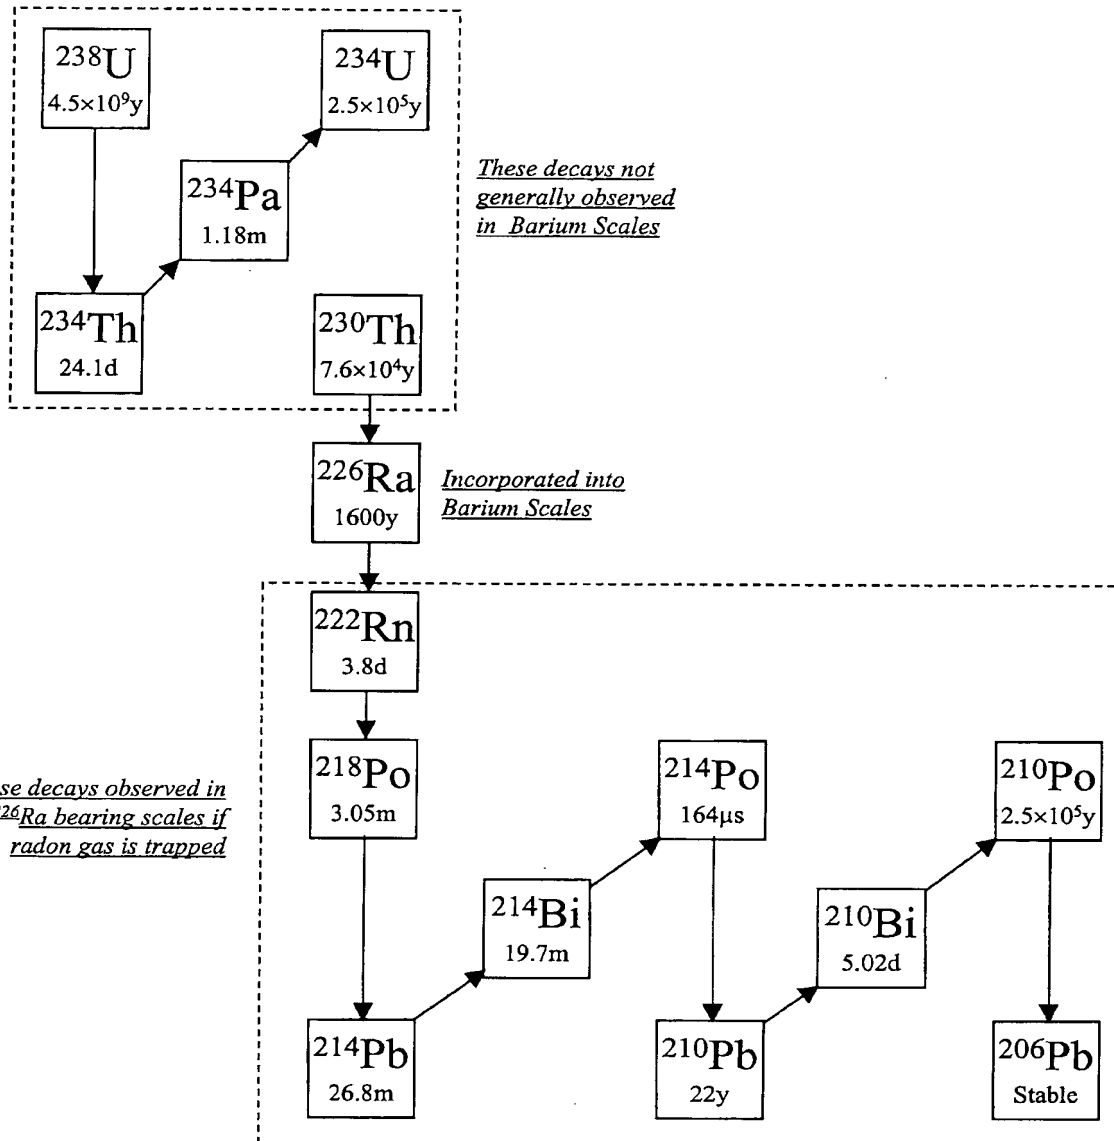 238U
4.5×10⁹y
234U
2.5×10⁵y
234Pa
1.18m
These decays not
generally observed
in Barium Scales
234Th
24.1d
230Th
7.6×10⁴y
226Ra
1600y
Incorporated into
Barium Scales
222Rn
3.8d
218Po
3.05m
214Po
164μs
210Po
2.5×10⁵y
se decays observed in
26Ra bearing scales if
radon gas is trapped
214Bi
19.7m
210Bi
5.02d
214Pb
26.8m
210Pb
22y
206Pb
Stable